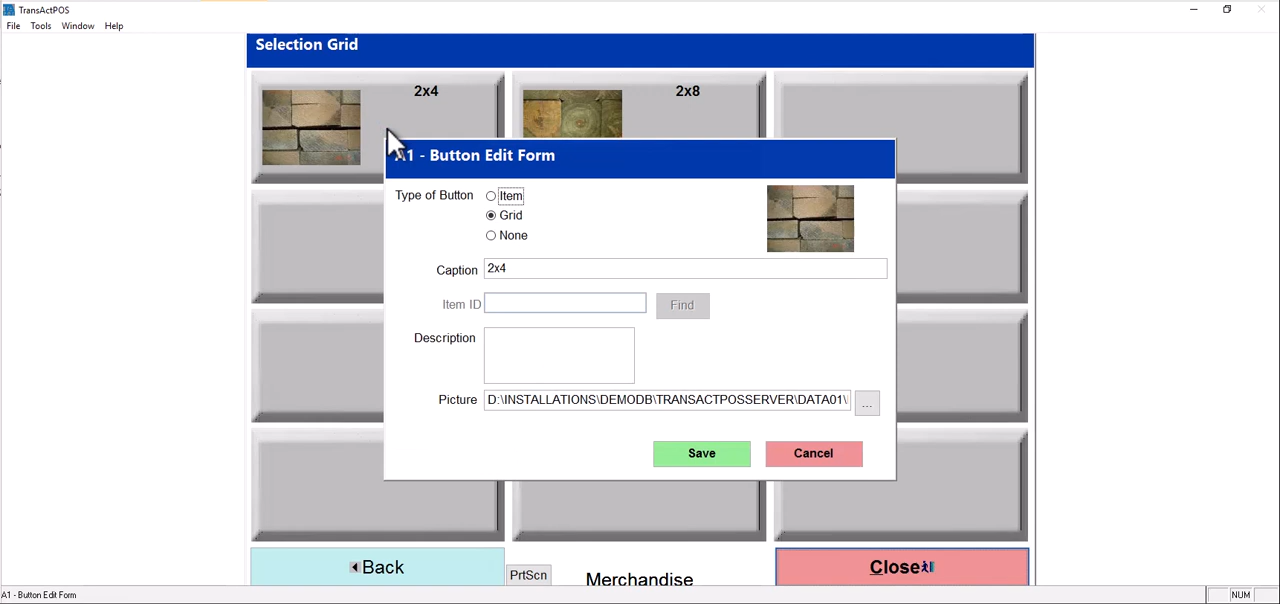 TransActPOS
File Tools Window Help
Selection Grid
2x4 2x8
A1 - Button Edit Form
Type of Button
Item
Grid
None
Caption 2x4
Item ID Find
Description
Picture D:\INSTALLATIONS\DEMODB\TRANSACTPOSSERVER\DATA01\ ...
Save Cancel
Back PrtScn Merchandise Close
A1 - Button Edit Form NUM